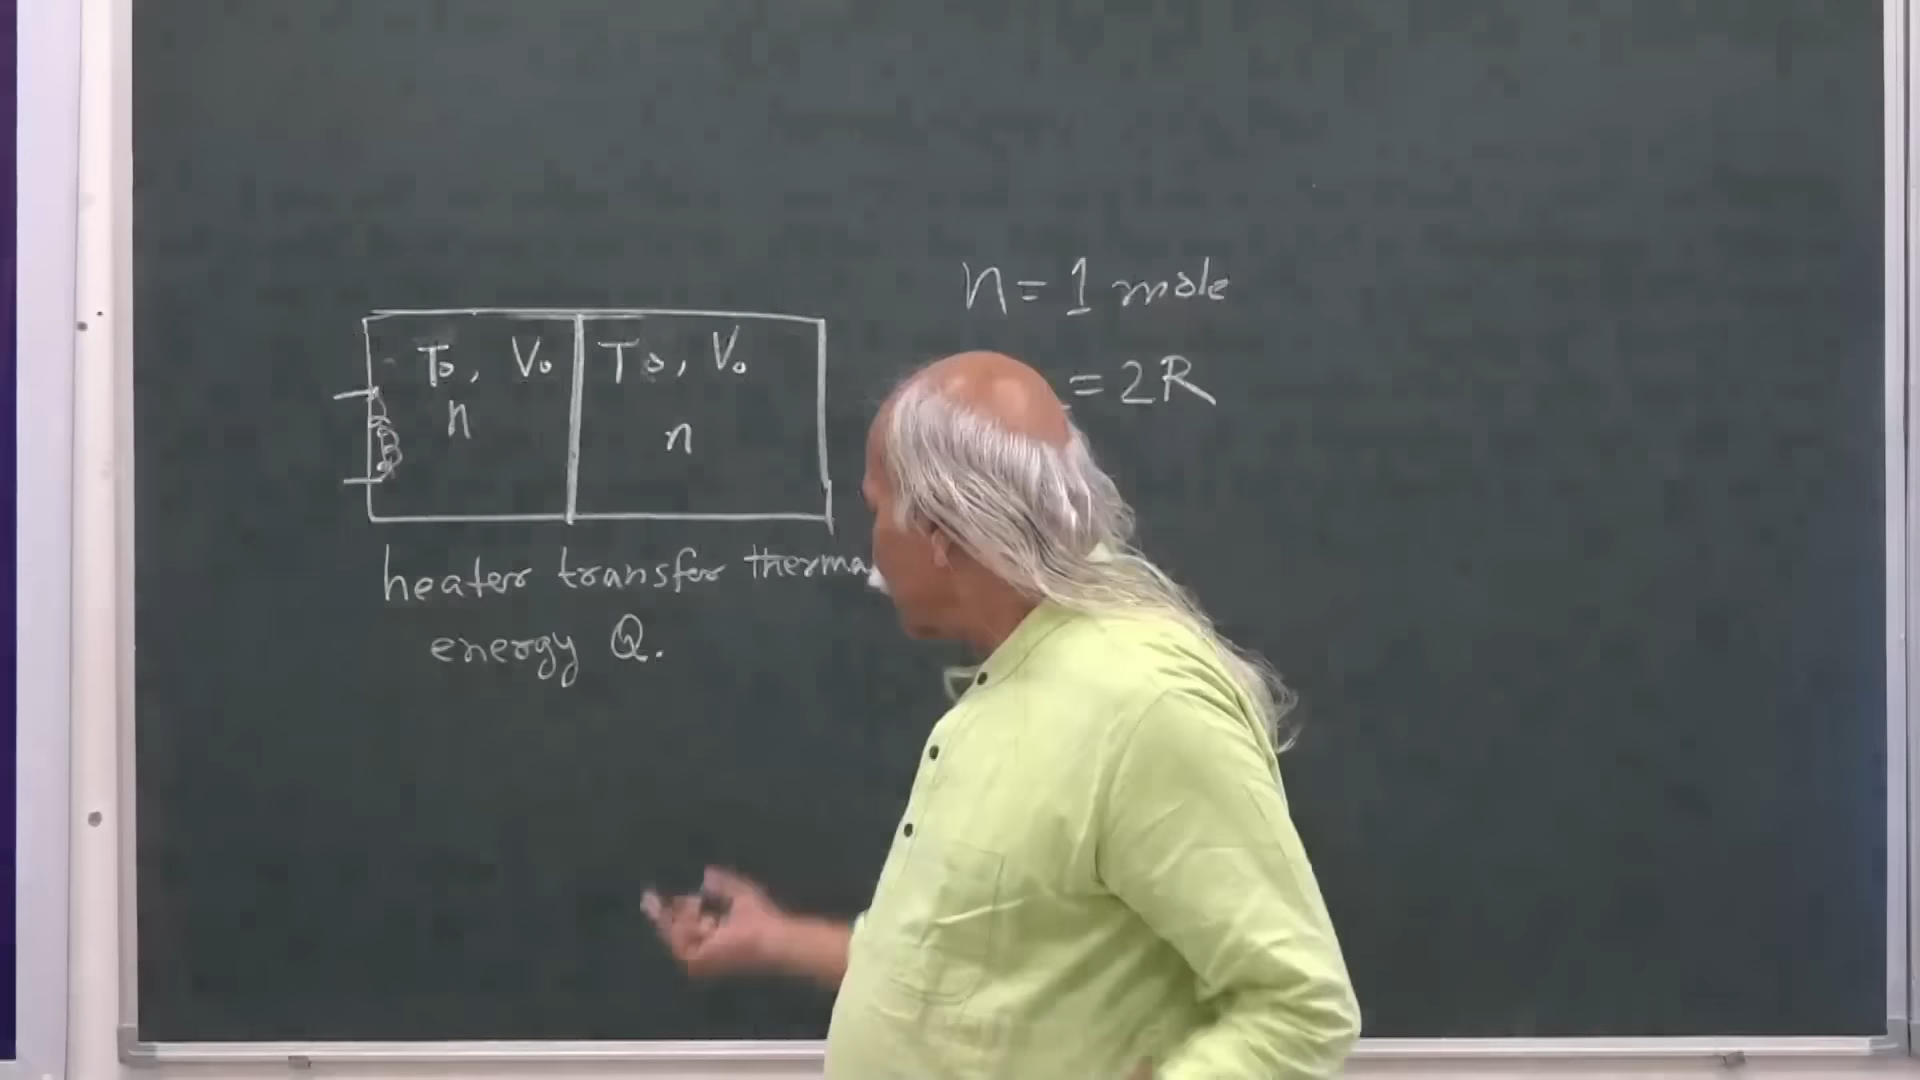 T₀, V₀
n
T₀, V₀
n
heater transfer therma
energy Q.
n = 1 mole
= 2R